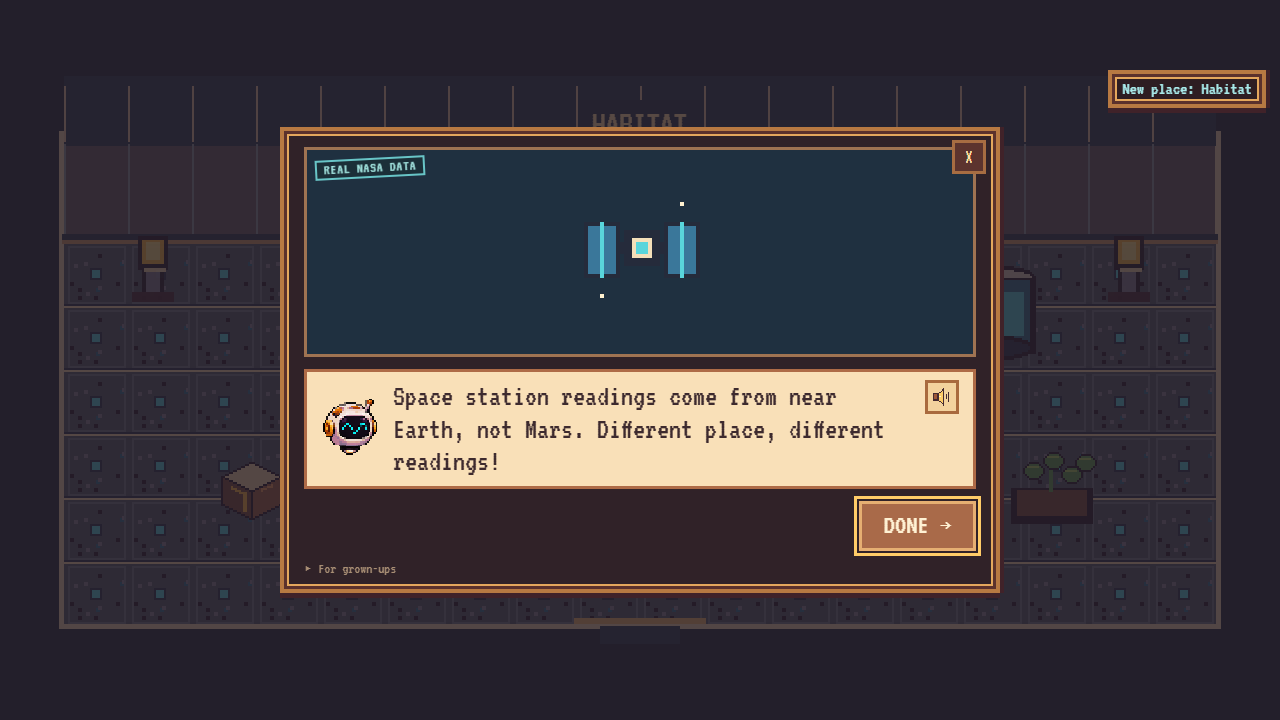 New place: Habitat
HABITAT
REAL NASA DATA
X
Space station readings come from near
Earth, not Mars. Different place, different
readings!
DONE →
▸ For grown-ups